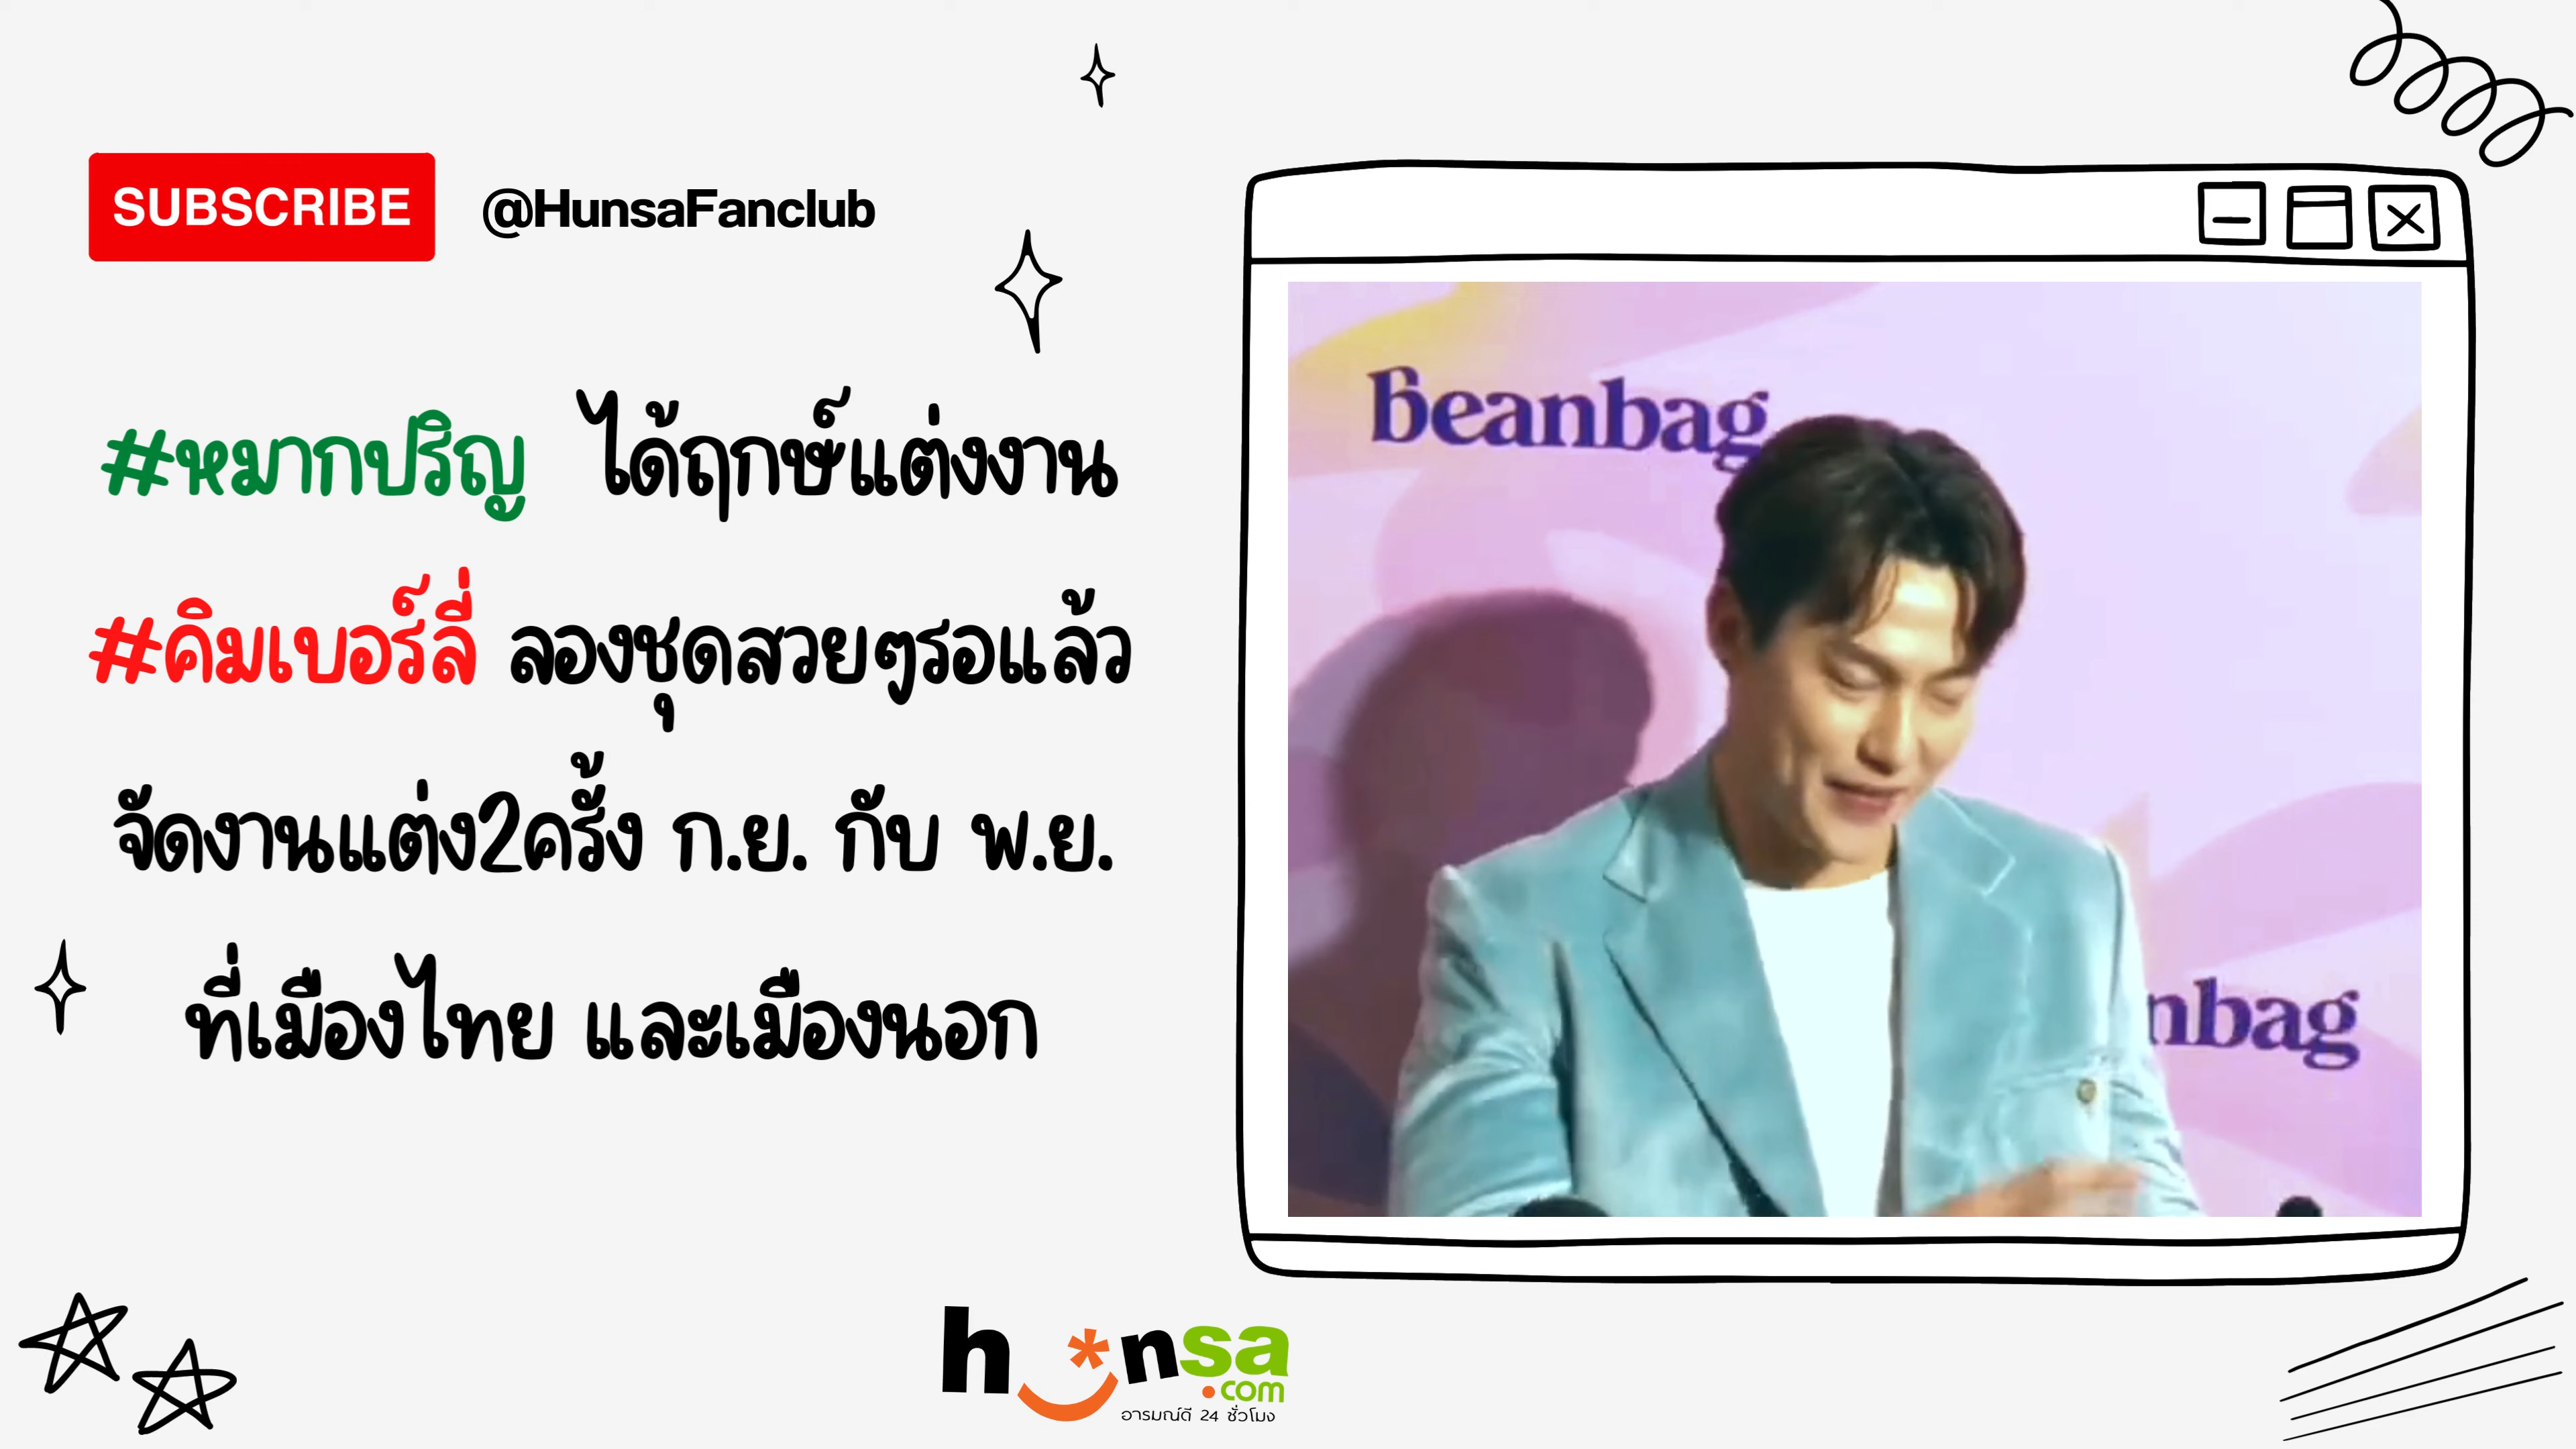 SUBSCRIBE @HunsaFanclub
#หมากปริญ ได้ฤกษ์แต่งงาน
#คิมเบอร์ลี่ ลองชุดสวยๆรอแล้ว
จัดงานแต่ง2ครั้ง ก.ย. กับ พ.ย.
ที่เมืองไทย และเมืองนอก
beanbag
nbag
hunsa
.com
อารมณ์ดี 24 ชั่วโมง